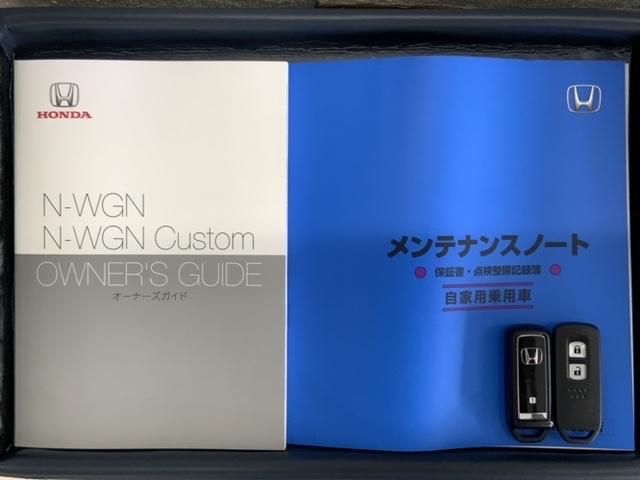 HONDA
N-WGN
N-WGN Custom
OWNER'S GUIDE
オーナーズガイド
メンテナンスノート
保証書・点検整備記録簿
自家用乗用車